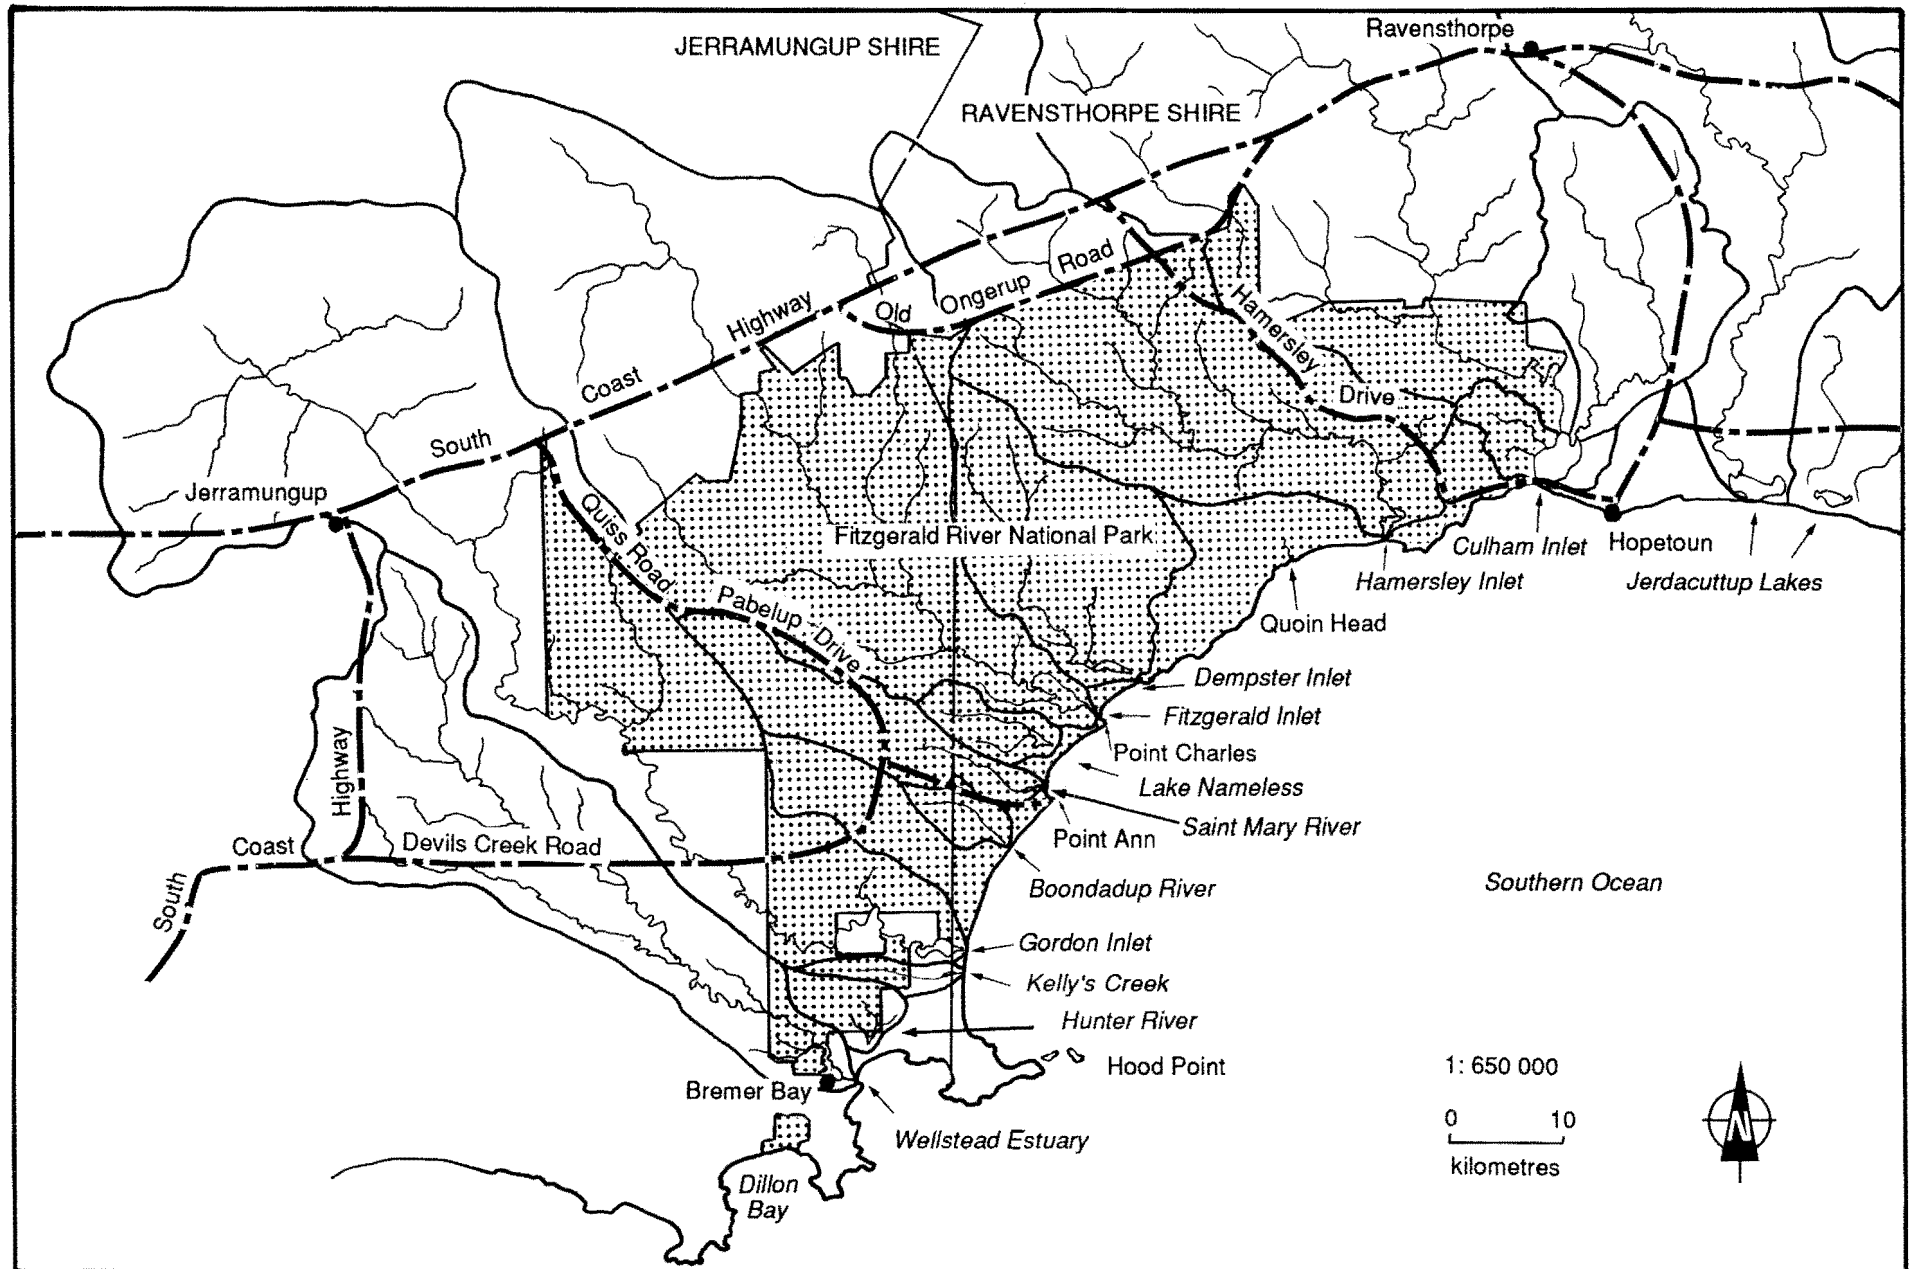 Ravensthorpe
JERRAMUNGUP SHIRE
RAVENSTHORPE SHIRE
Old Ongerup Road
South Coast Highway
Hamersley Drive
Jerramungup
Quiss Road
Fitzgerald River National Park
Culham Inlet
Hopetoun
Hamersley Inlet
Jerdacuttup Lakes
Pabelup Drive
Quoin Head
Dempster Inlet
Fitzgerald Inlet
Point Charles
Lake Nameless
Highway
Saint Mary River
Point Ann
Coast
Devils Creek Road
South
Boondadup River
Southern Ocean
Gordon Inlet
Kelly's Creek
Hunter River
Hood Point
1: 650 000
Bremer Bay
0 10
kilometres
N
Wellstead Estuary
Dillon
Bay